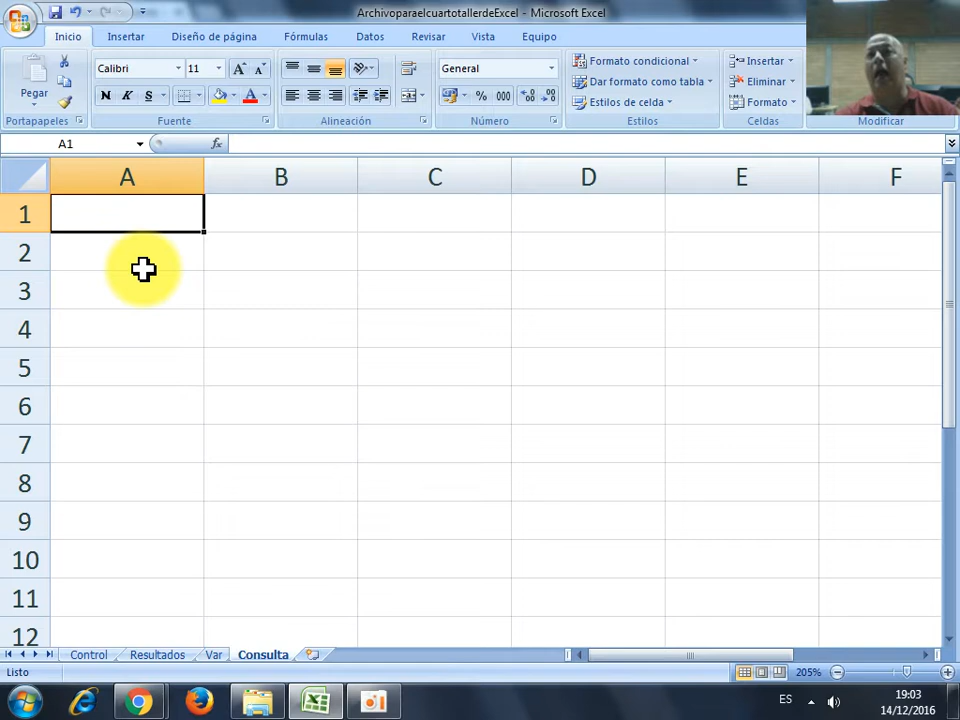 ArchivoparaelcuartotallerdeExcel - Microsoft Excel
Inicio Insertar Diseño de página Fórmulas Datos Revisar Vista Equipo
Pegar
Calibri 11
General
Formato condicional
Dar formato como tabla
Estilos de celda
Insertar
Eliminar
Formato
N K S
% 000
Portapapeles Fuente Alineación Número Estilos Celdas Modificar
A1 fx
A B C D E F
1
2
3
4
5
6
7
8
9
10
11
12
Control Resultados Var Consulta
Listo 205%
ES 19:03
14/12/2016